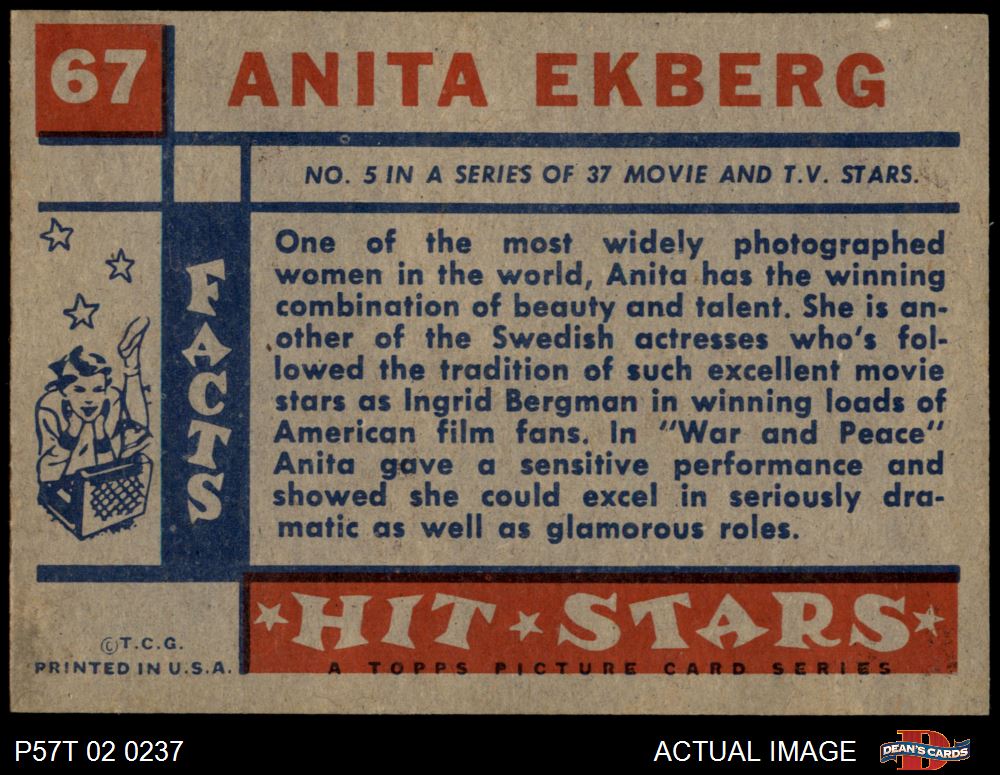 67 ANITA EKBERG
NO. 5 IN A SERIES OF 37 MOVIE AND T.V. STARS.
FACTS
One of the most widely photographed
women in the world, Anita has the winning
combination of beauty and talent. She is an-
other of the Swedish actresses who's fol-
lowed the tradition of such excellent movie
stars as Ingrid Bergman in winning loads of
American film fans. In "War and Peace"
Anita gave a sensitive performance and
showed she could excel in seriously dra-
matic as well as glamorous roles.
HIT STARS
A TOPPS PICTURE CARD SERIES
©T.C.G.
PRINTED IN U.S.A.
P57T 02 0237
ACTUAL IMAGE
D
DEAN'S CARDS